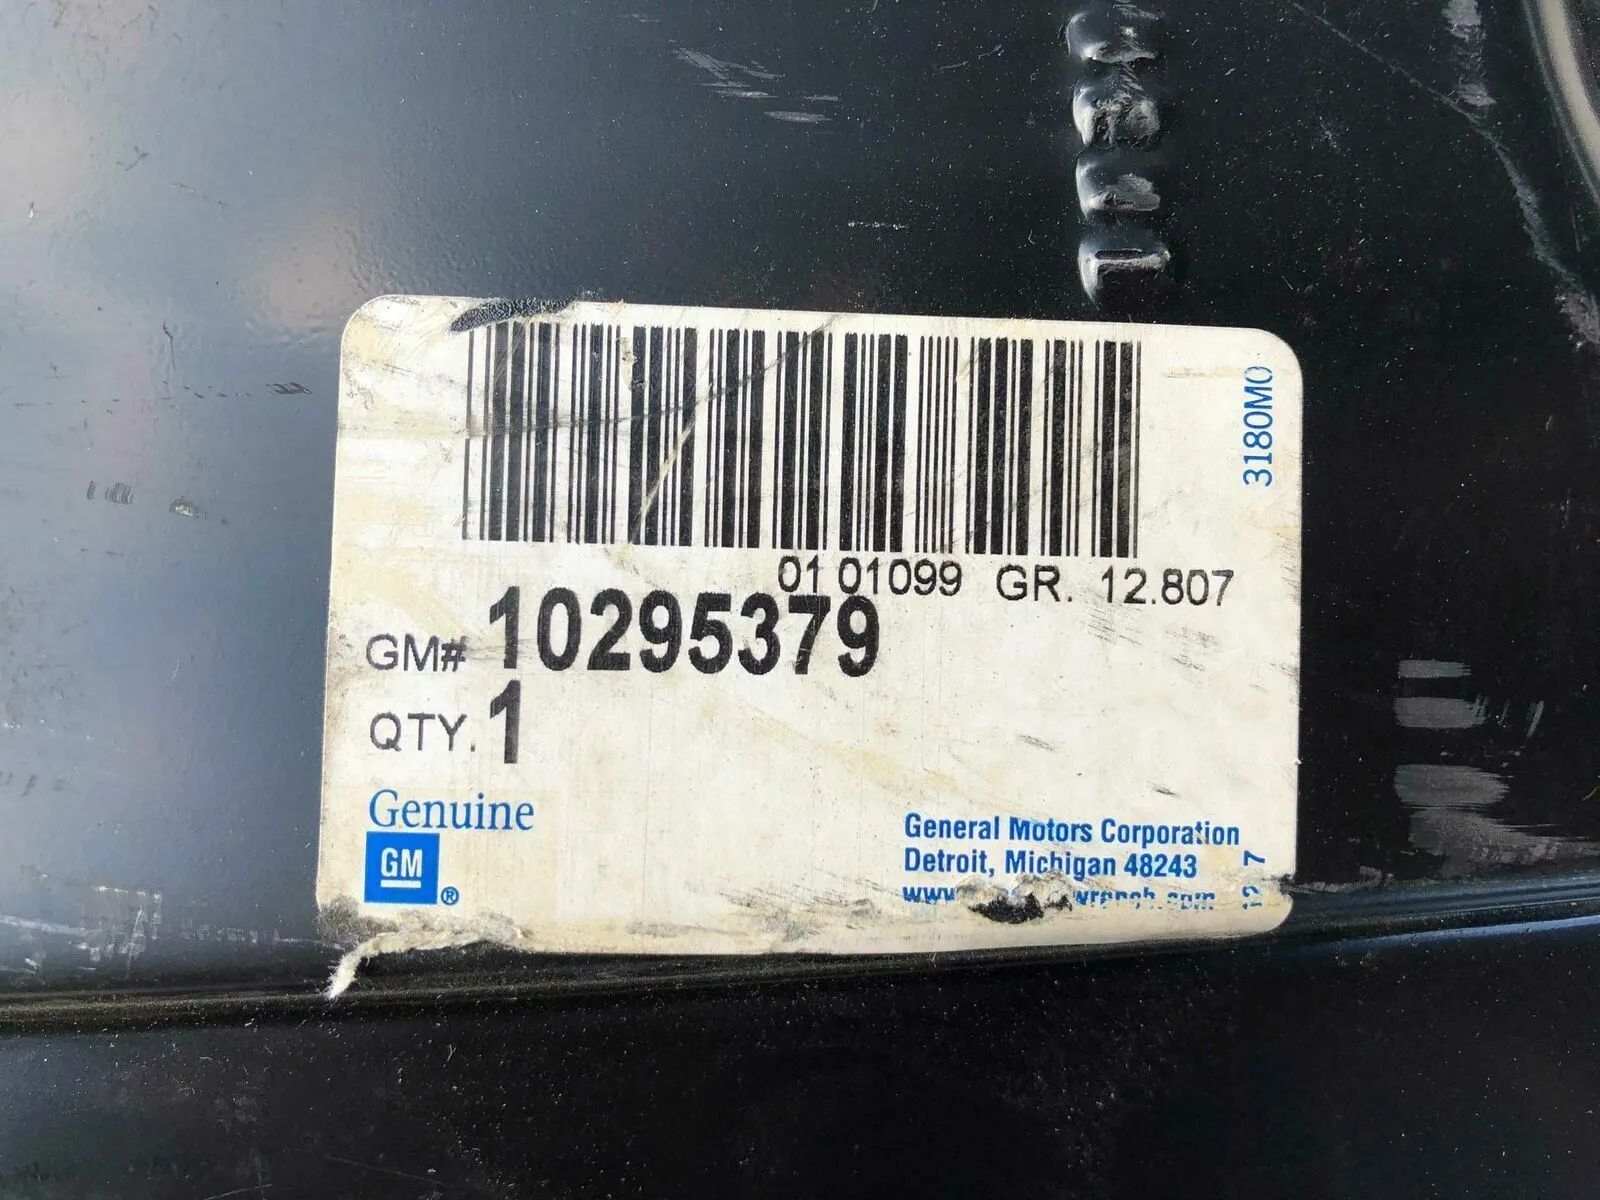 3180MO
01 01099 GR. 12.807
GM# 10295379
QTY. 1
Genuine
GM®
General Motors Corporation
Detroit, Michigan 48243